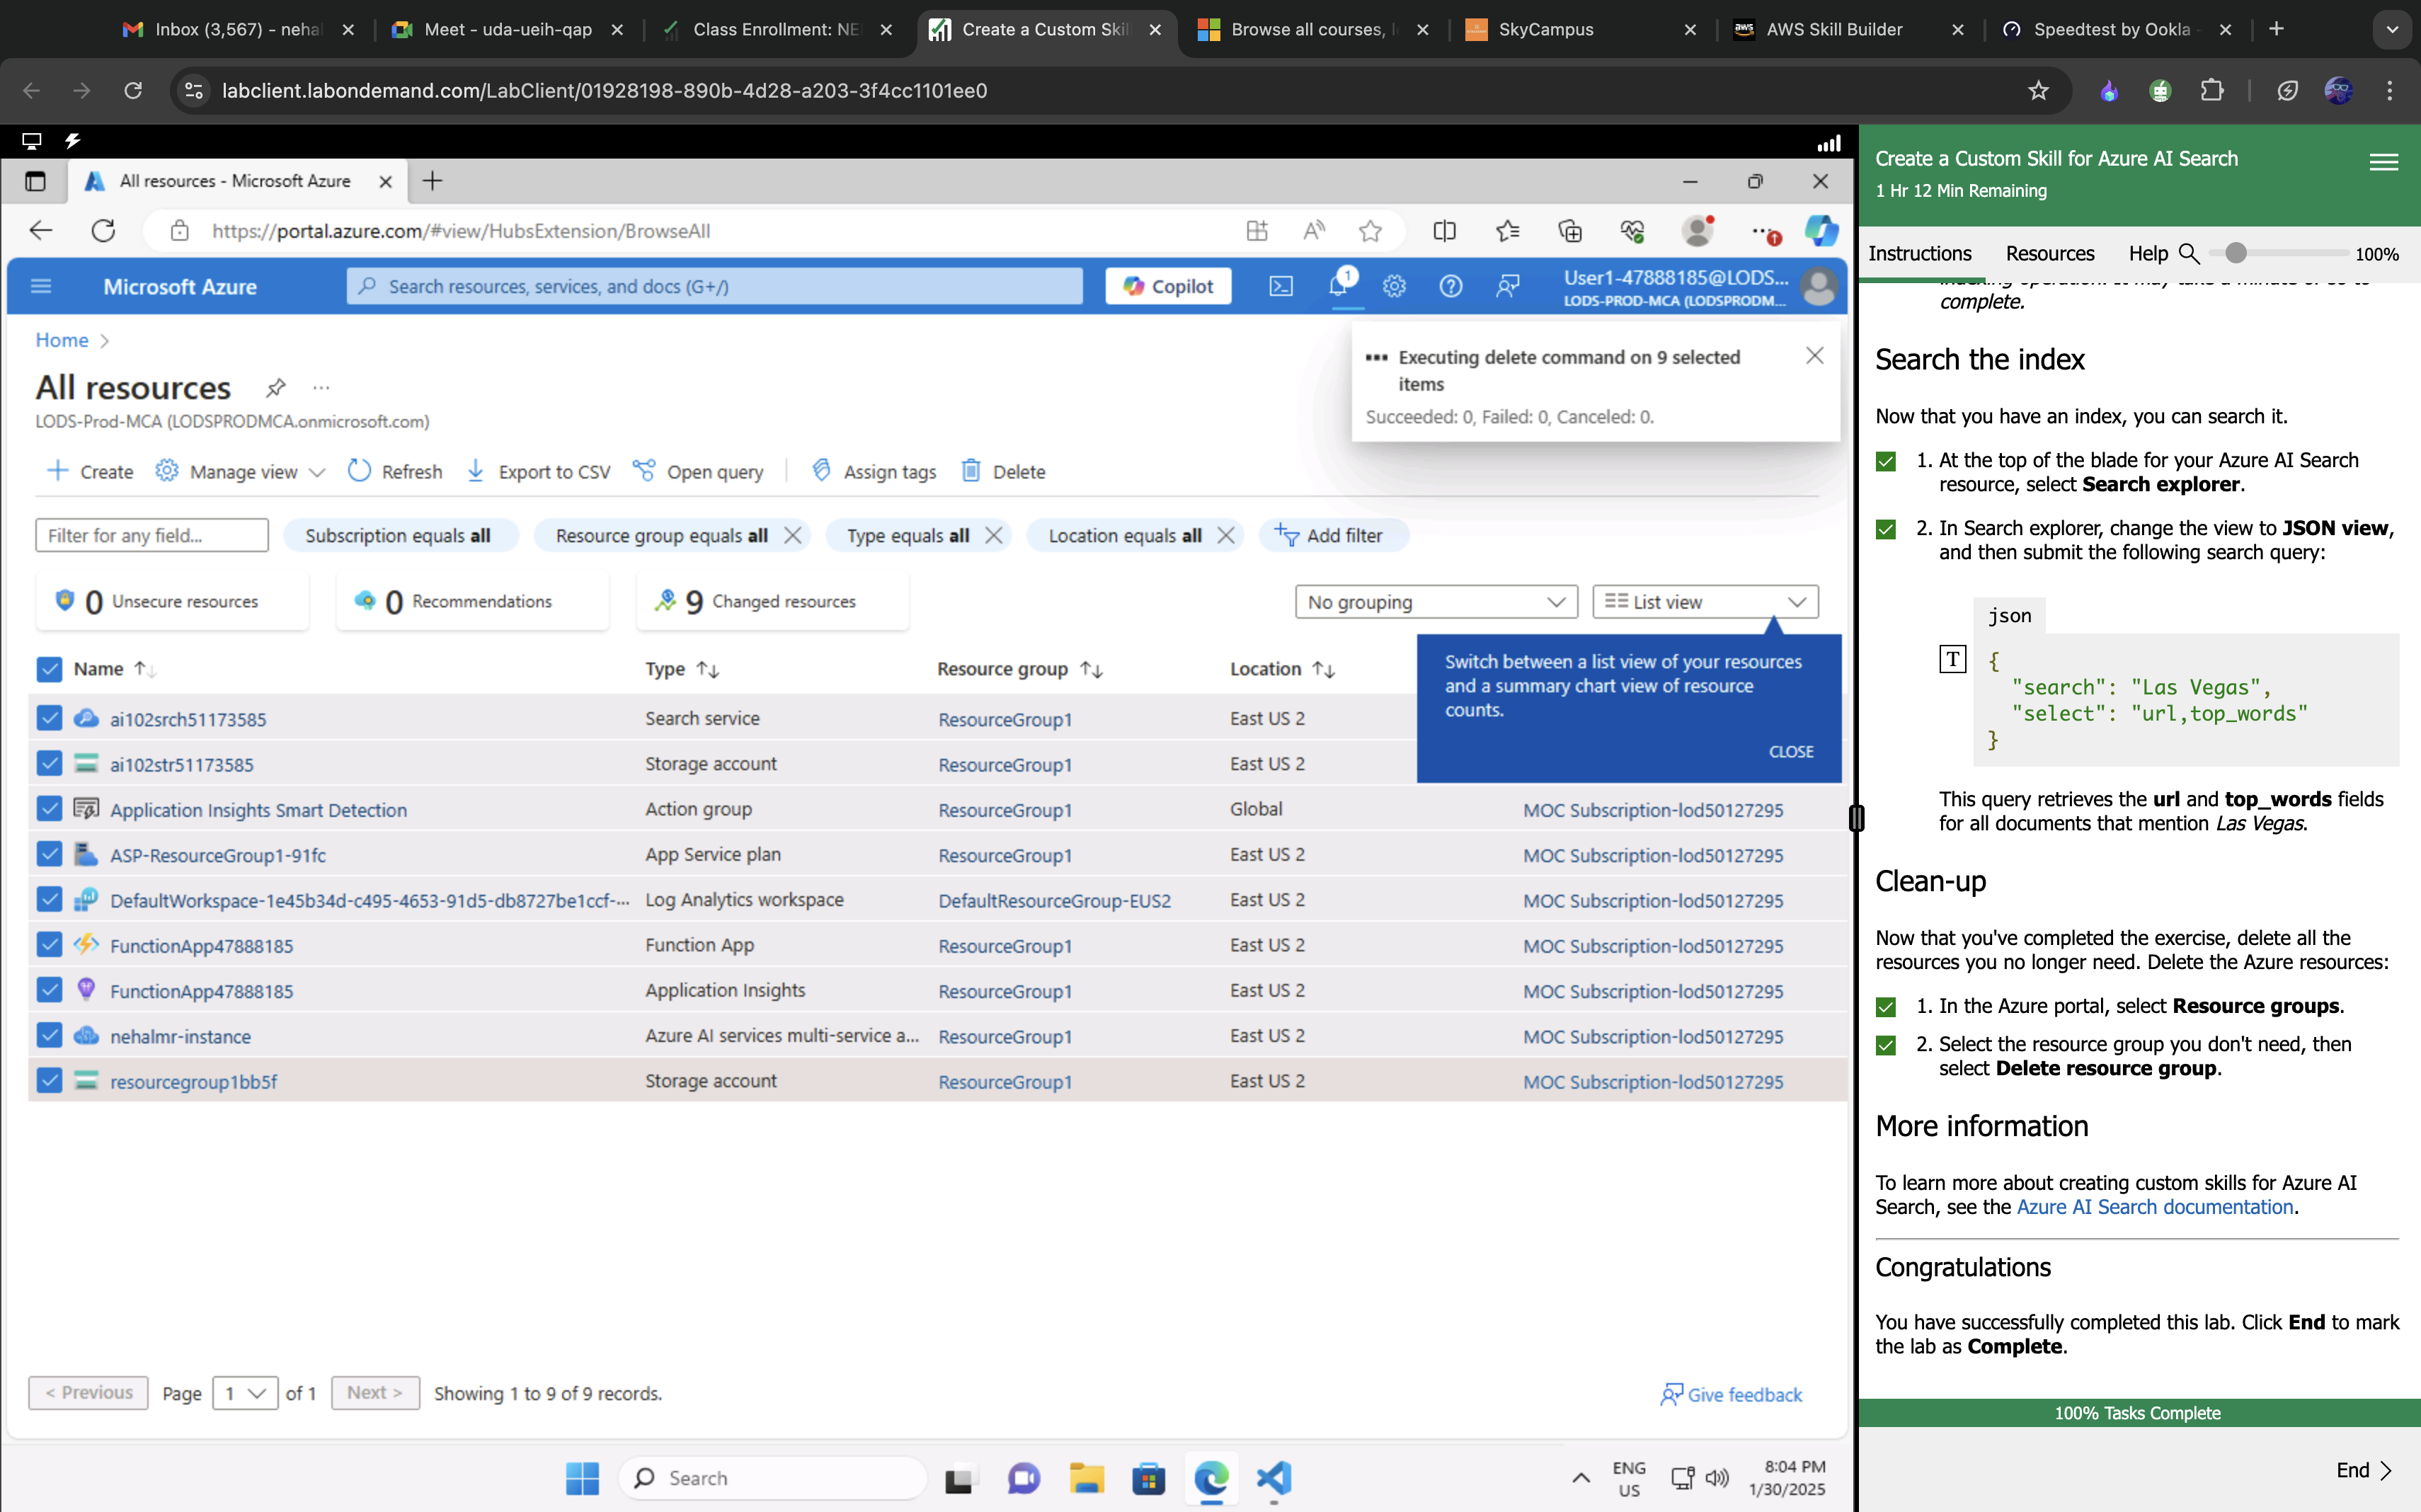 Inbox (3,567) - neha
Meet - uda-ueih-qap
Class Enrollment: NE
Create a Custom Skil
Browse all courses, l
SkyCampus
AWS Skill Builder
Speedtest by Ookla
labclient.labondemand.com/LabClient/01928198-890b-4d28-a203-3f4cc1101ee0
All resources - Microsoft Azure
https://portal.azure.com/#view/HubsExtension/BrowseAll
Microsoft Azure
Search resources, services, and docs (G+/)
Copilot
1
User1-47888185@LODS...
LODS-PROD-MCA (LODSPRODM...
Home
All resources
LODS-Prod-MCA (LODSPRODMCA.onmicrosoft.com)
Executing delete command on 9 selected
items
Succeeded: 0, Failed: 0, Canceled: 0.
Create
Manage view
Refresh
Export to CSV
Open query
Assign tags
Delete
Filter for any field...
Subscription equals all
Resource group equals all
Type equals all
Location equals all
Add filter
0 Unsecure resources
0 Recommendations
9 Changed resources
No grouping
List view
Switch between a list view of your resources
and a summary chart view of resource
counts.
CLOSE
Name Type Resource group Location
ai102srch51173585 Search service ResourceGroup1 East US 2
ai102str51173585 Storage account ResourceGroup1 East US 2
Application Insights Smart Detection Action group ResourceGroup1 Global MOC Subscription-lod50127295
ASP-ResourceGroup1-91fc App Service plan ResourceGroup1 East US 2 MOC Subscription-lod50127295
DefaultWorkspace-1e45b34d-c495-4653-91d5-db8727be1ccf-... Log Analytics workspace DefaultResourceGroup-EUS2 East US 2 MOC Subscription-lod50127295
FunctionApp47888185 Function App ResourceGroup1 East US 2 MOC Subscription-lod50127295
FunctionApp47888185 Application Insights ResourceGroup1 East US 2 MOC Subscription-lod50127295
nehalmr-instance Azure AI services multi-service a... ResourceGroup1 East US 2 MOC Subscription-lod50127295
resourcegroup1bb5f Storage account ResourceGroup1 East US 2 MOC Subscription-lod50127295
< Previous Page 1 of 1 Next > Showing 1 to 9 of 9 records.
Give feedback
Search
ENG
US
8:04 PM
1/30/2025
Create a Custom Skill for Azure AI Search
1 Hr 12 Min Remaining
Instructions Resources Help 100%
complete.
Search the index
Now that you have an index, you can search it.
1. At the top of the blade for your Azure AI Search
resource, select Search explorer.
2. In Search explorer, change the view to JSON view,
and then submit the following search query:
json
T
{
"search": "Las Vegas",
"select": "url,top_words"
}
This query retrieves the url and top_words fields
for all documents that mention Las Vegas.
Clean-up
Now that you've completed the exercise, delete all the
resources you no longer need. Delete the Azure resources:
1. In the Azure portal, select Resource groups.
2. Select the resource group you don't need, then
select Delete resource group.
More information
To learn more about creating custom skills for Azure AI
Search, see the Azure AI Search documentation.
Congratulations
You have successfully completed this lab. Click End to mark
the lab as Complete.
100% Tasks Complete
End